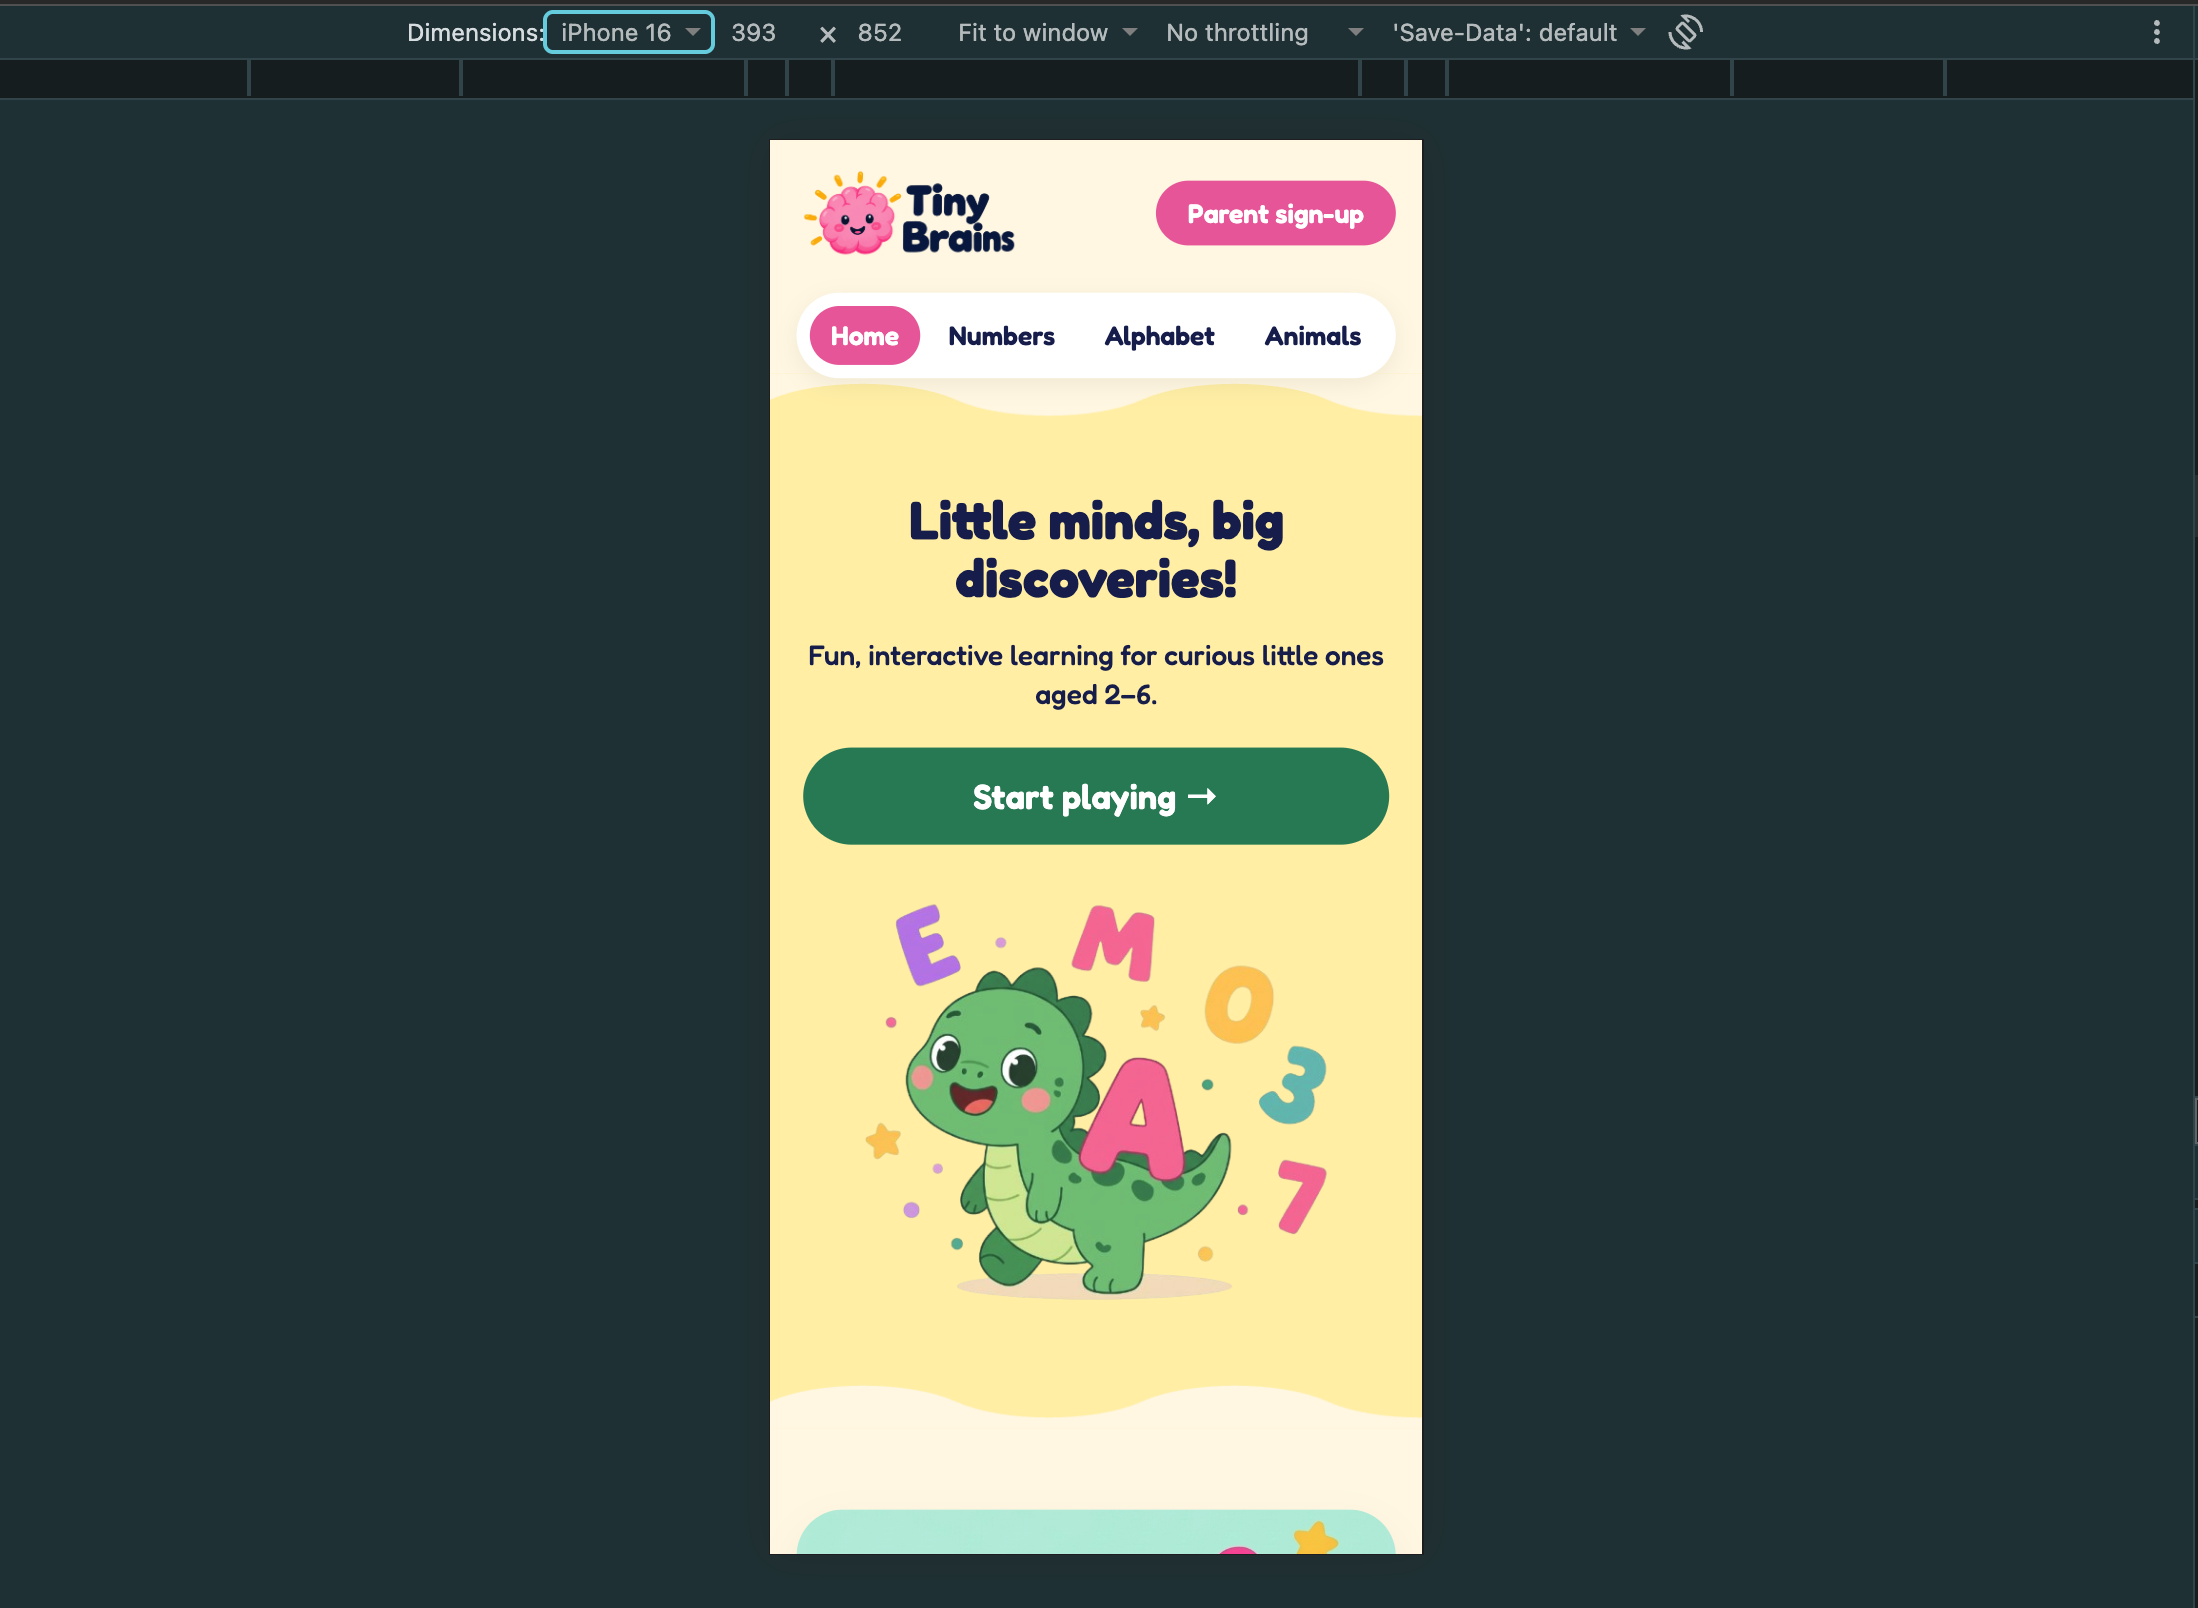 Dimensions: iPhone 16 393 × 852 Fit to window No throttling 'Save-Data': default
Tiny
Brains
Parent sign-up
Home Numbers Alphabet Animals
Little minds, big
discoveries!
Fun, interactive learning for curious little ones
aged 2–6.
Start playing →
E M
O
3
A
7